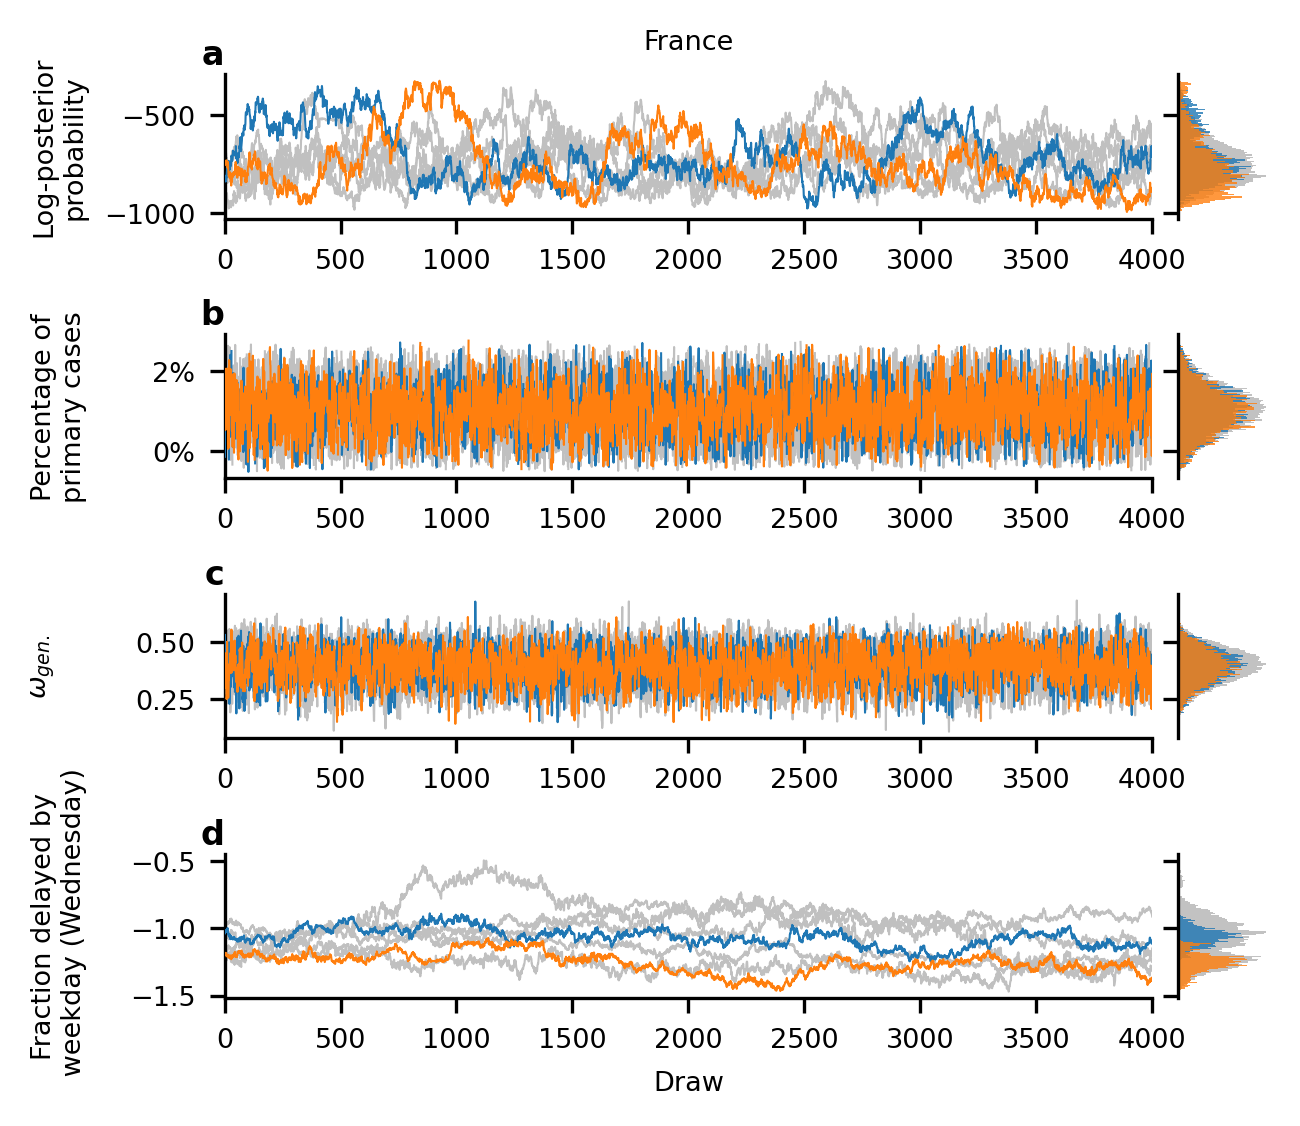 France
a
Log-posterior
probability
−500
−1000
0 500 1000 1500 2000 2500 3000 3500 4000
b
Percentage of
primary cases
2%
0%
0 500 1000 1500 2000 2500 3000 3500 4000
c
ω_gen.
0.50
0.25
0 500 1000 1500 2000 2500 3000 3500 4000
d
Fraction delayed by
weekday (Wednesday)
−0.5
−1.0
−1.5
0 500 1000 1500 2000 2500 3000 3500 4000
Draw